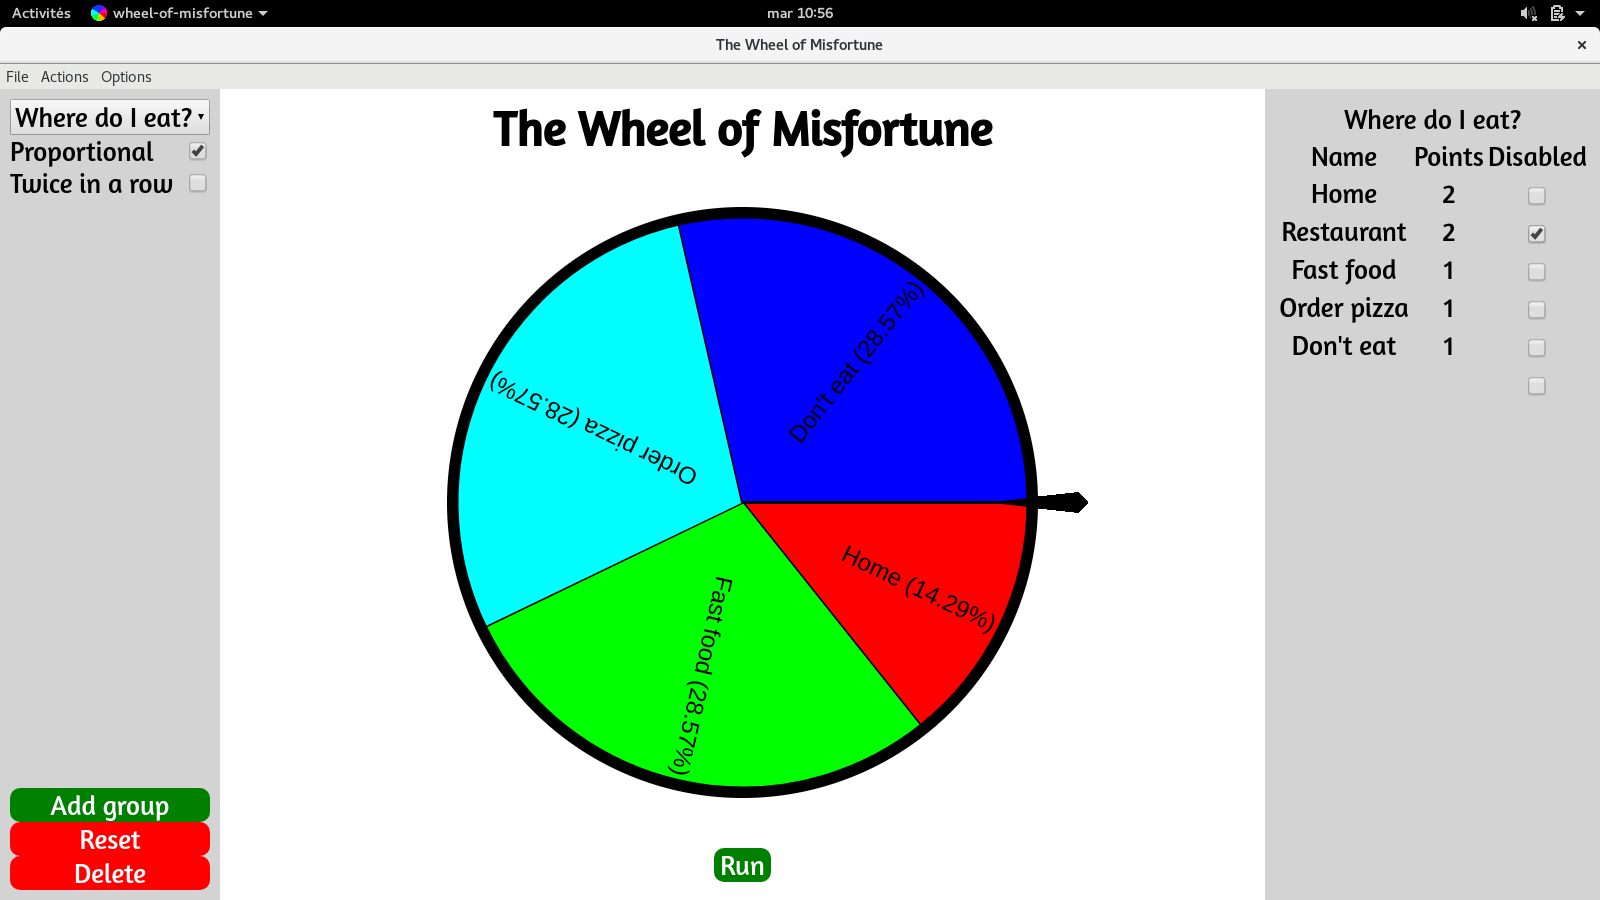 Activités wheel-of-misfortune mar 10:56
The Wheel of Misfortune
File Actions Options
Where do I eat?
Proportional
Twice in a row
Add group
Reset
Delete
The Wheel of Misfortune
Don't eat (28.57%)
Order pizza (28.57%)
Home (14.29%)
Fast food (28.57%)
Run
Where do I eat?
Name Points Disabled
Home 2
Restaurant 2
Fast food 1
Order pizza 1
Don't eat 1